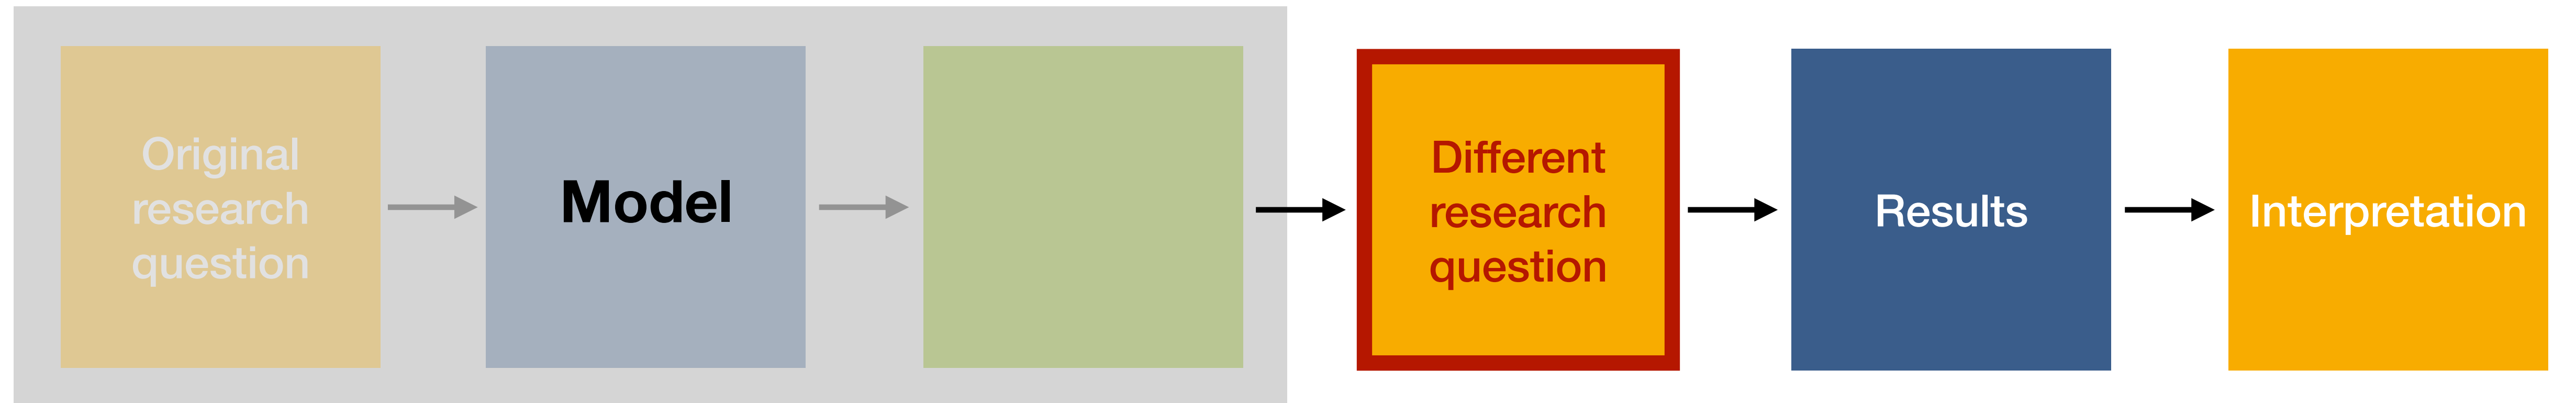 Original
research
question
Model
Different
research
question
Results
Interpretation